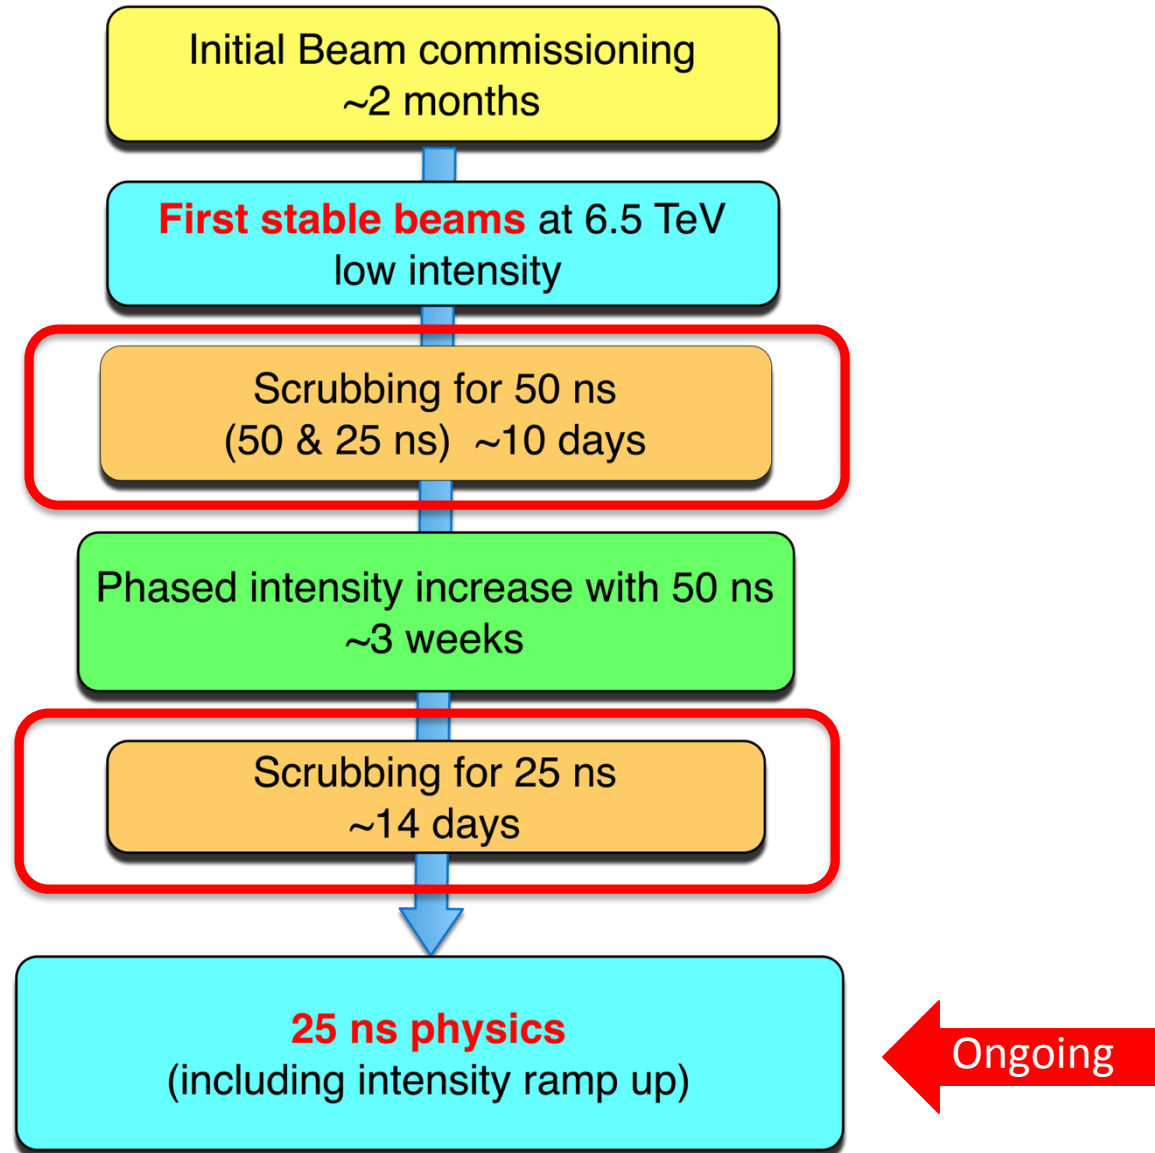 Initial Beam commissioning
~2 months
First stable beams at 6.5 TeV
low intensity
Scrubbing for 50 ns
(50 & 25 ns)  ~10 days
Phased intensity increase with 50 ns
~3 weeks
Scrubbing for 25 ns
~14 days
25 ns physics
(including intensity ramp up)
Ongoing